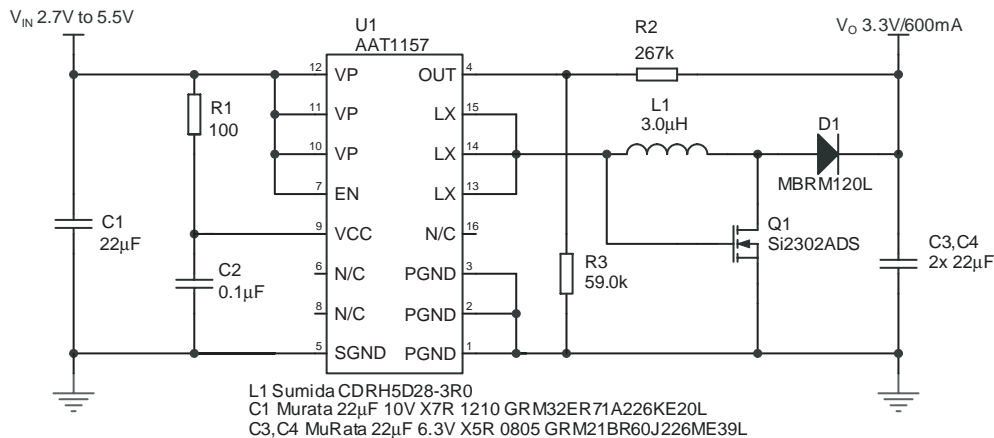 V_IN 2.7V to 5.5V
U1
AAT1157
R2
267k
V_O 3.3V/600mA
12 VP
OUT 4
11 VP
LX 15
10 VP
LX 14
7 EN
LX 13
9 VCC
N/C 16
6 N/C
PGND 3
8 N/C
PGND 2
5 SGND
PGND 1
R1
100
L1
3.0µH
D1
MBRM120L
C1
22µF
C2
0.1µF
R3
59.0k
Q1
Si2302ADS
C3,C4
2x 22µF
L1 Sumida CDRH5D28-3R0
C1 Murata 22µF 10V X7R 1210 GRM32ER71A226KE20L
C3,C4 MuRata 22µF 6.3V X5R 0805 GRM21BR60J226ME39L